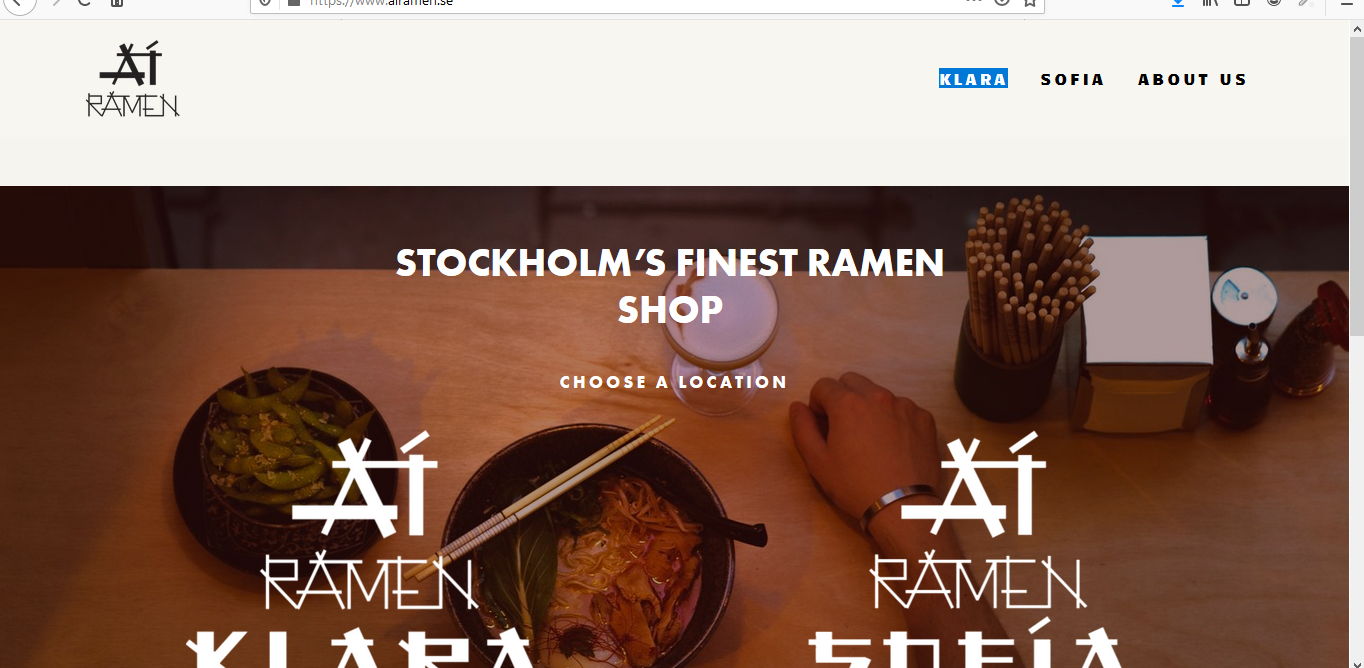 https://www.airamen.se
AÍ
RAMEN
KLARA SOFIA ABOUT US
STOCKHOLM’S FINEST RAMEN
SHOP
CHOOSE A LOCATION
AÍ
RAMEN
KLARA
AÍ
RAMEN
SOFÍA